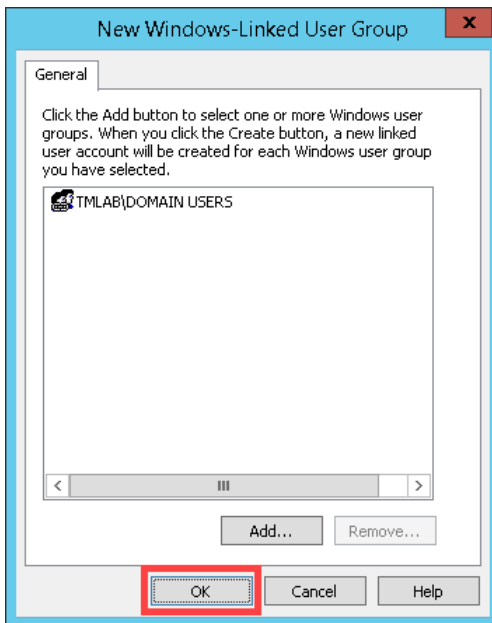 New Windows-Linked User Group
x
General
Click the Add button to select one or more Windows user
groups. When you click the Create button, a new linked
user account will be created for each Windows user group
you have selected.
TMLAB\DOMAIN USERS
Add... Remove...
OK Cancel Help